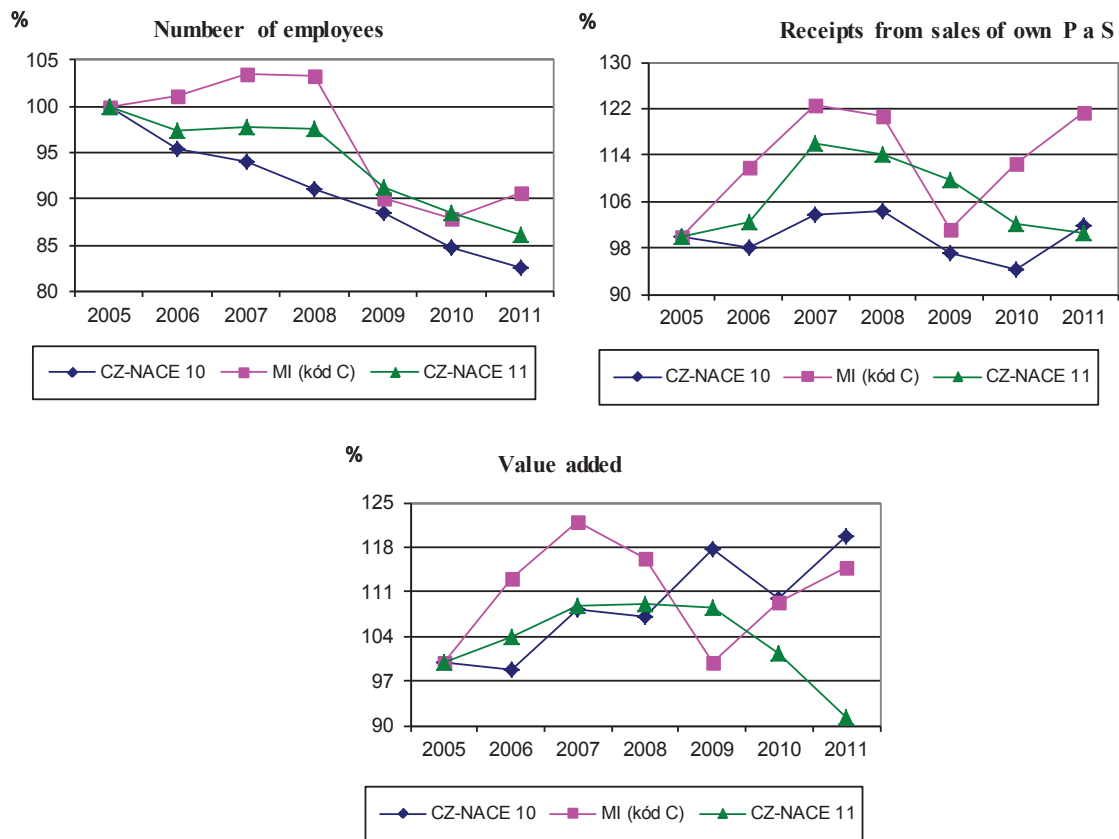 %
Numbeer of employees
105
100
95
90
85
80
2005 2006 2007 2008 2009 2010 2011
CZ-NACE 10 MI (kód C) CZ-NACE 11
%
Receipts from sales of own P a S
130
122
114
106
98
90
2005 2006 2007 2008 2009 2010 2011
CZ-NACE 10 MI (kód C) CZ-NACE 11
%
Value added
125
118
111
104
97
90
2005 2006 2007 2008 2009 2010 2011
CZ-NACE 10 MI (kód C) CZ-NACE 11